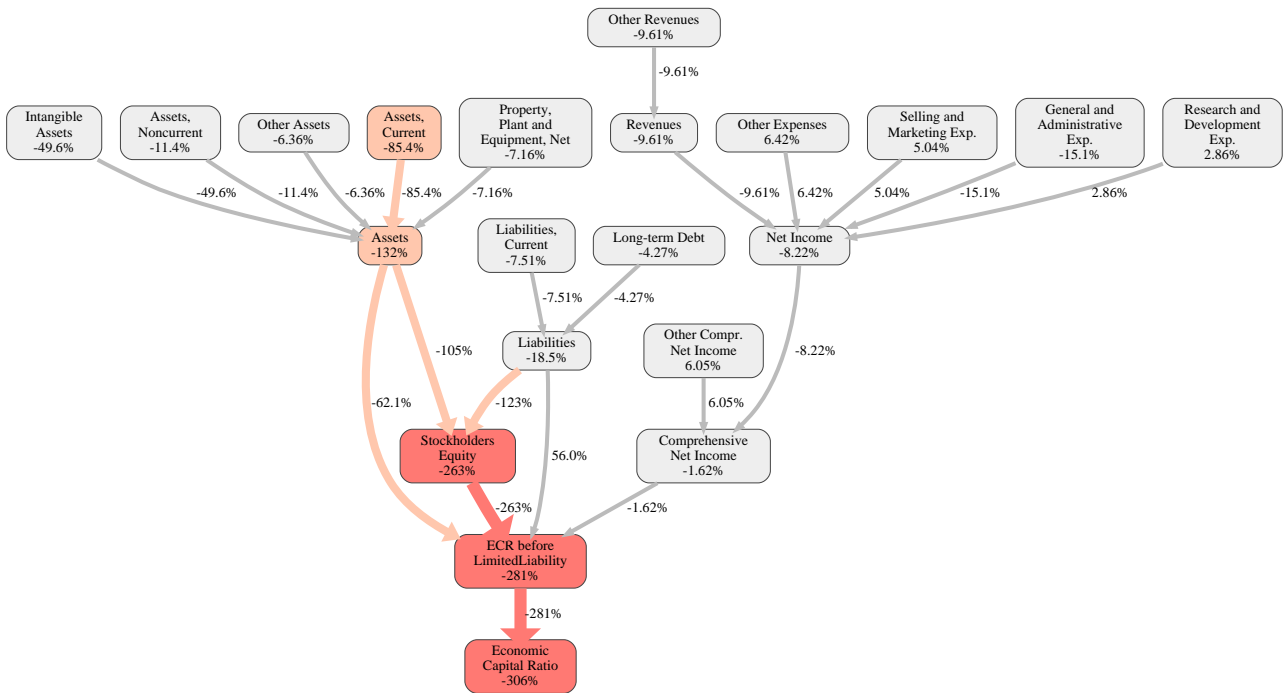 Other Revenues
-9.61%
-9.61%
Intangible
Assets
-49.6%
Assets,
Noncurrent
-11.4%
Other Assets
-6.36%
Assets,
Current
-85.4%
Property,
Plant and
Equipment, Net
-7.16%
Revenues
-9.61%
Other Expenses
6.42%
Selling and
Marketing Exp.
5.04%
General and
Administrative
Exp.
-15.1%
Research and
Development
Exp.
2.86%
-49.6%
-11.4%
-6.36%
-85.4%
-7.16%
-9.61%
6.42%
5.04%
-15.1%
2.86%
Assets
-132%
Liabilities,
Current
-7.51%
Long-term Debt
-4.27%
Net Income
-8.22%
-7.51%
-4.27%
-105%
Liabilities
-18.5%
Other Compr.
Net Income
6.05%
-8.22%
-62.1%
-123%
6.05%
Stockholders
Equity
-263%
56.0%
Comprehensive
Net Income
-1.62%
-263%
-1.62%
ECR before
LimitedLiability
-281%
-281%
Economic
Capital Ratio
-306%